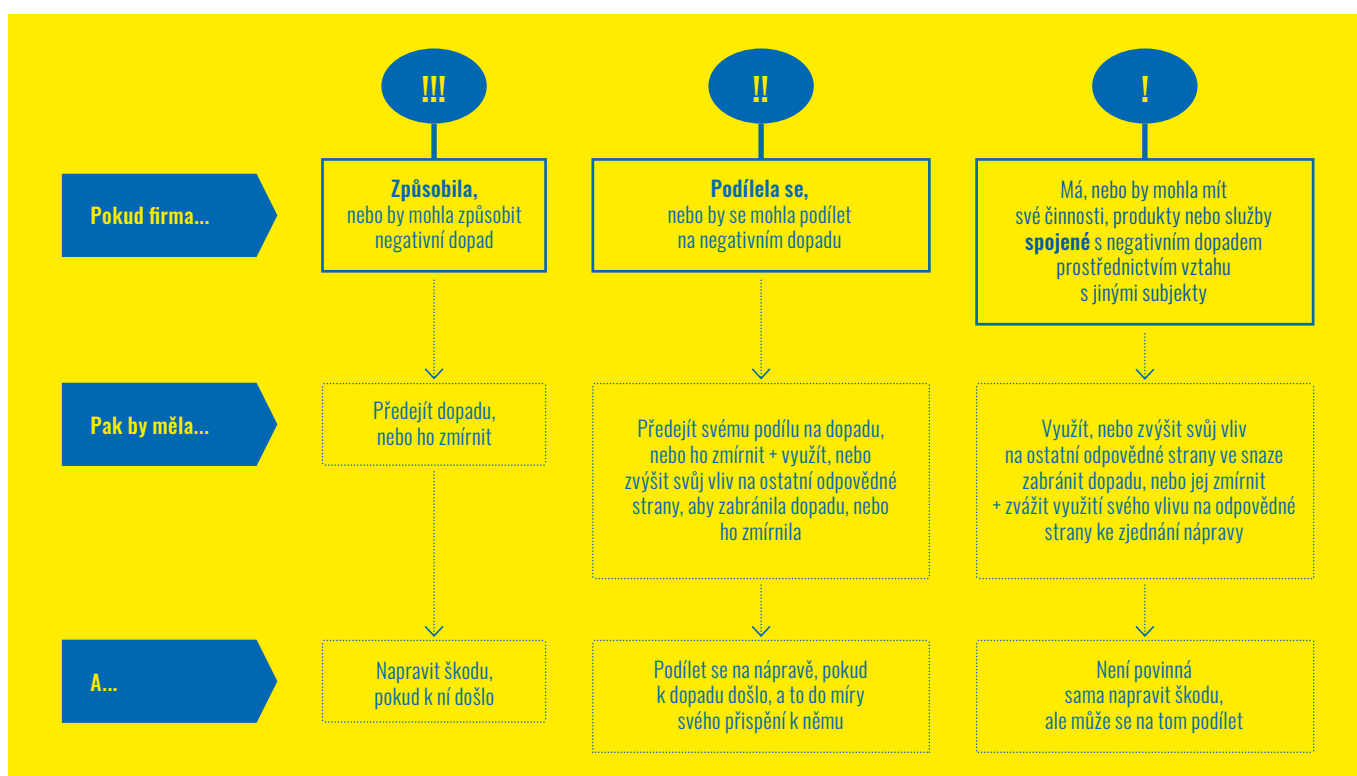 !!!
!!
!
Pokud firma...
Způsobila,
nebo by mohla způsobit
negativní dopad
Podílela se,
nebo by se mohla podílet
na negativním dopadu
Má, nebo by mohla mít
své činnosti, produkty nebo služby
spojené s negativním dopadem
prostřednictvím vztahu
s jinými subjekty
Pak by měla...
Předejít dopadu,
nebo ho zmírnit
Předejít svému podílu na dopadu,
nebo ho zmírnit + využít, nebo
zvýšit svůj vliv na ostatní odpovědné
strany, aby zabránila dopadu, nebo
ho zmírnila
Využít, nebo zvýšit svůj vliv
na ostatní odpovědné strany ve snaze
zabránit dopadu, nebo jej zmírnit
+ zvážit využití svého vlivu na odpovědné
strany ke zjednání nápravy
A...
Napravit škodu,
pokud k ní došlo
Podílet se na nápravě, pokud
k dopadu došlo, a to do míry
svého přispění k němu
Není povinná
sama napravit škodu,
ale může se na tom podílet